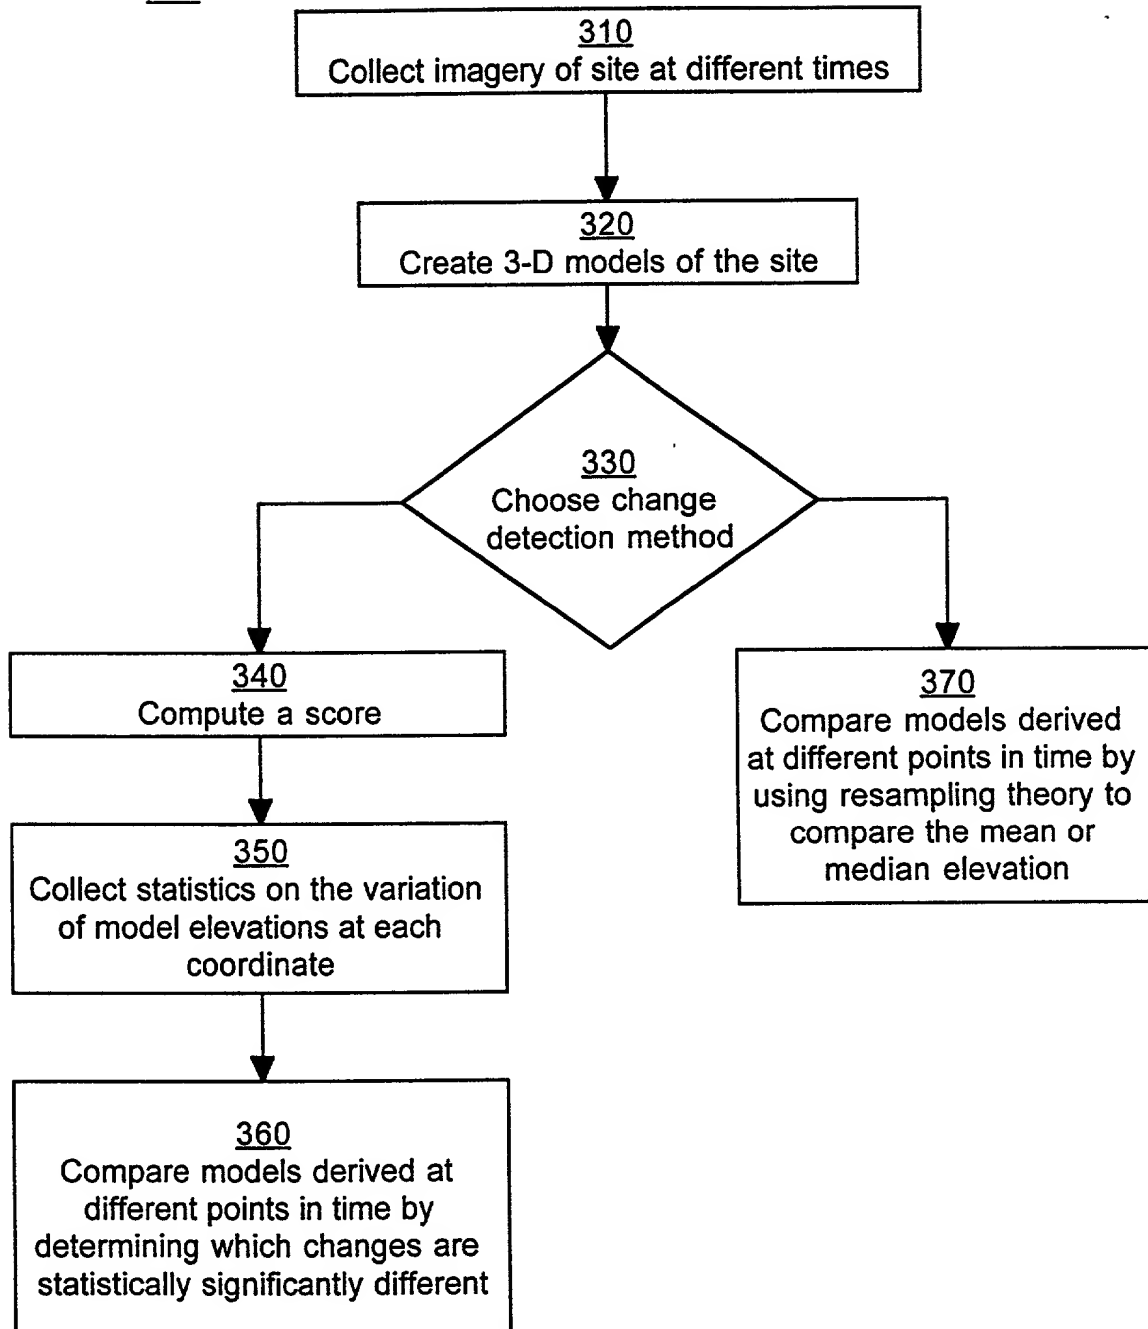 310
Collect imagery of site at different times
320
Create 3-D models of the site
330
Choose change
detection method
340
Compute a score
350
Collect statistics on the variation
of model elevations at each
coordinate
360
Compare models derived at
different points in time by
determining which changes are
statistically significantly different
370
Compare models derived
at different points in time by
using resampling theory to
compare the mean or
median elevation